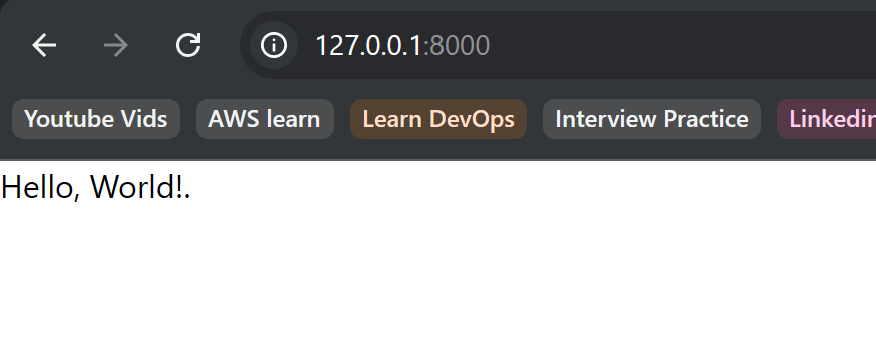 127.0.0.1:8000
Youtube Vids AWS learn Learn DevOps Interview Practice
Hello, World!.